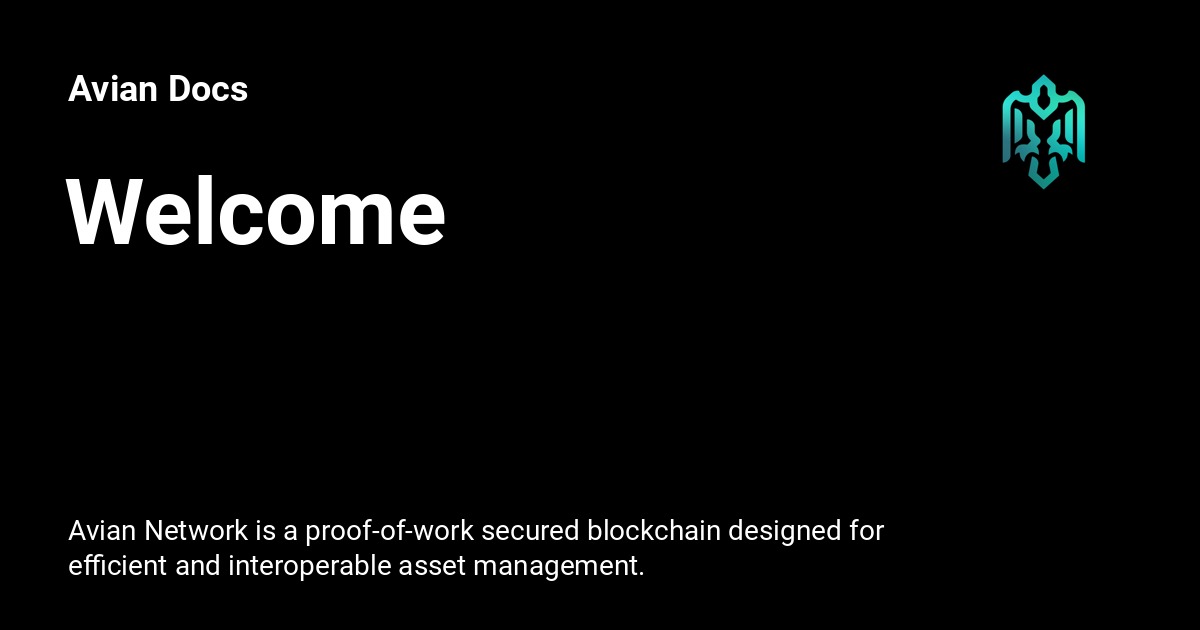 Avian Docs
Welcome
Avian Network is a proof-of-work secured blockchain designed for
efficient and interoperable asset management.